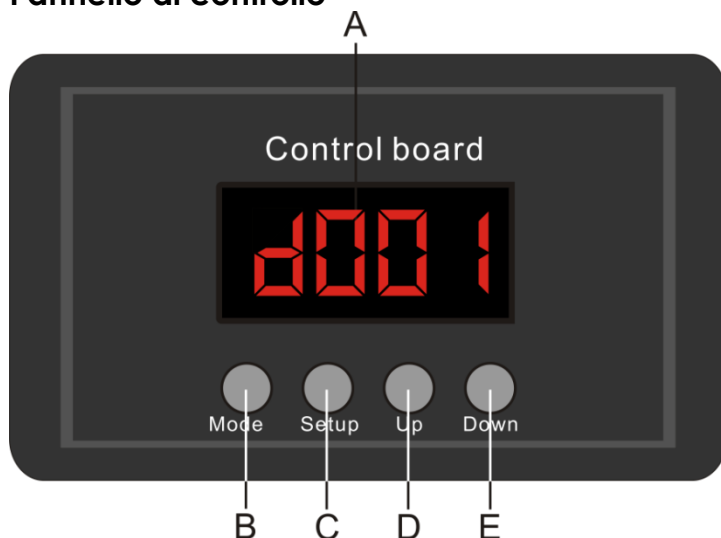 Pannello di controllo
A
Control board
d001
Mode Setup Up Down
B C D E